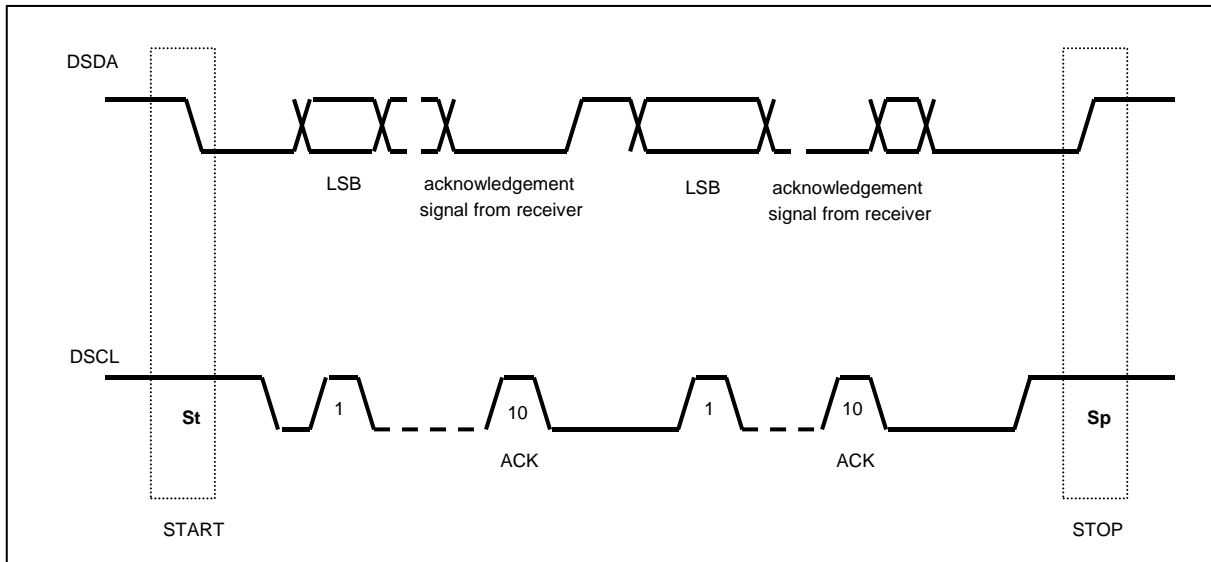 DSDA
LSB
acknowledgement
signal from receiver
LSB
acknowledgement
signal from receiver
DSCL
St
1
10
1
10
Sp
ACK
ACK
START
STOP